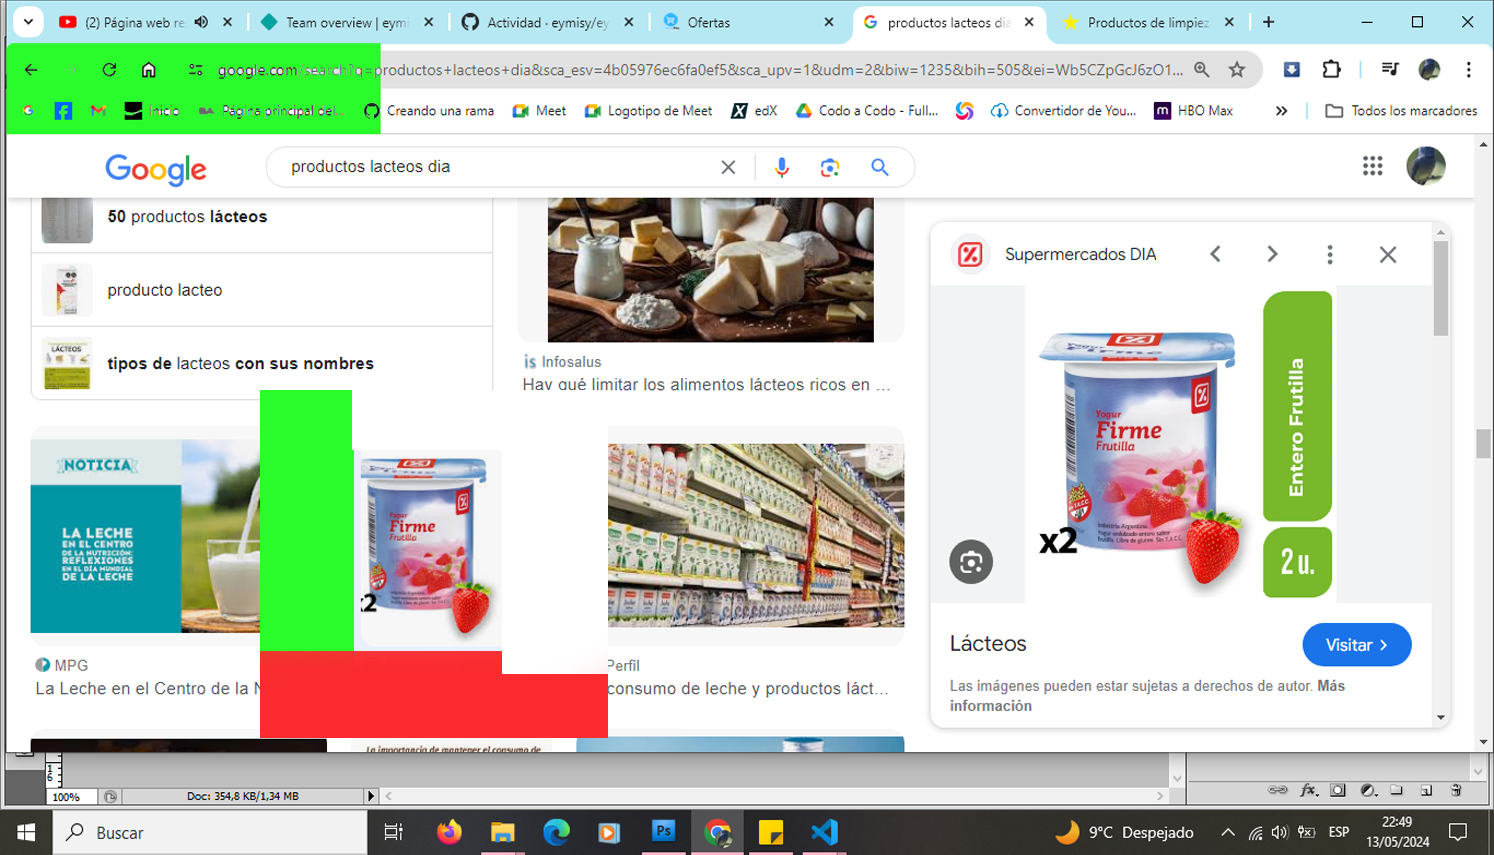 (2) Página web re
Team overview | eymi
Actividad · eymisy/ey
Ofertas
productos lacteos dia
Productos de limpiez
google.com/search?q=productos+lacteos+dia&sca_esv=4b05976ec6fa0ef5&sca_upv=1&udm=2&biw=1235&bih=505&ei=Wb5CZpGcJ6zO1...
Inicio
Página principal del...
Creando una rama
Meet
Logotipo de Meet
edX
Codo a Codo - Full...
Convertidor de You...
HBO Max
Todos los marcadores
Google
productos lacteos dia
50 productos lácteos
producto lacteo
LÁCTEOS
tipos de lacteos con sus nombres
is Infosalus
Hay qué limitar los alimentos lácteos ricos en ...
NOTICIA
LA LECHE
EN EL CENTRO
DE LA NUTRICIÓN:
REFLEXIONES
EN EL DÍA MUNDIAL
DE LA LECHE
MPG
La Leche en el Centro de la N
Yogur
Firme
Frutilla
x2
Perfil
consumo de leche y productos láct...
La importancia de mantener el consumo de
Supermercados DIA
Yogur
Firme
Frutilla
x2
Entero Frutilla
2 u.
Lácteos
Visitar
Las imágenes pueden estar sujetas a derechos de autor. Más
información
1
6
100%
Doc: 354,8 KB/1,34 MB
fx
Buscar
Ps
9°C Despejado
ESP
22:49
13/05/2024